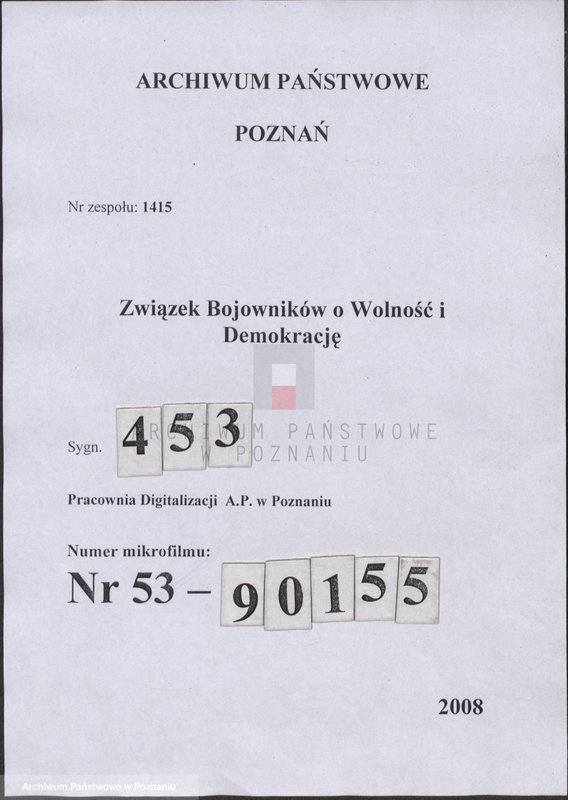 ARCHIWUM PAŃSTWOWE
POZNAŃ
Nr zespołu: 1415
Związek Bojowników o Wolność i
Demokrację
Sygn. 453
ARCHIWUM PAŃSTWOWE
W POZNANIU
Pracownia Digitalizacji A.P. w Poznaniu
Numer mikrofilmu:
Nr 53 – 90155
2008
Archiwum Państwowe w Poznaniu